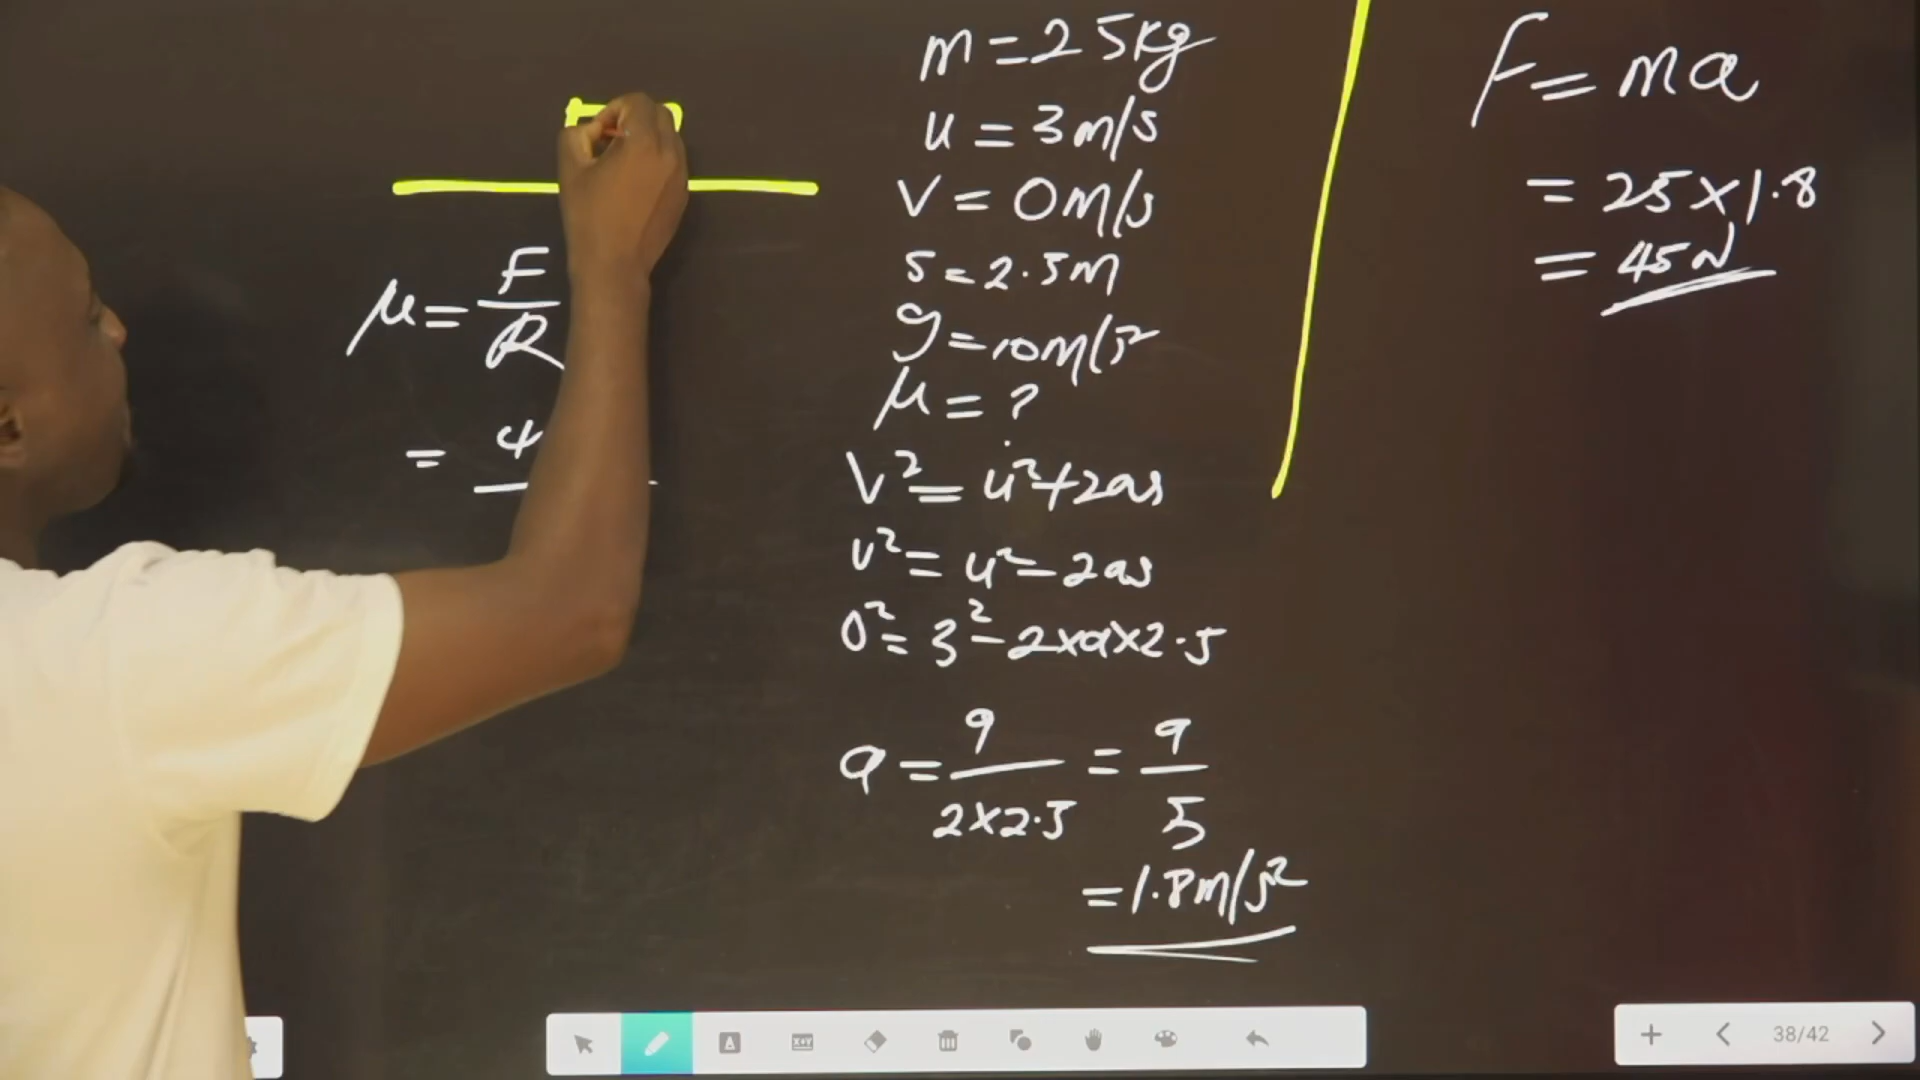 μ = F/R
= 4
m = 25kg
u = 3m/s
v = 0m/s
s = 2.5m
g = 10m/s²
μ = ?
V² = u² + 2as
v² = u² - 2as
0² = 3² - 2×a×2.5
a = 9/2×2.5 = 9/5
= 1.8m/s²
F = ma
= 25×1.8
= 45N
38/42